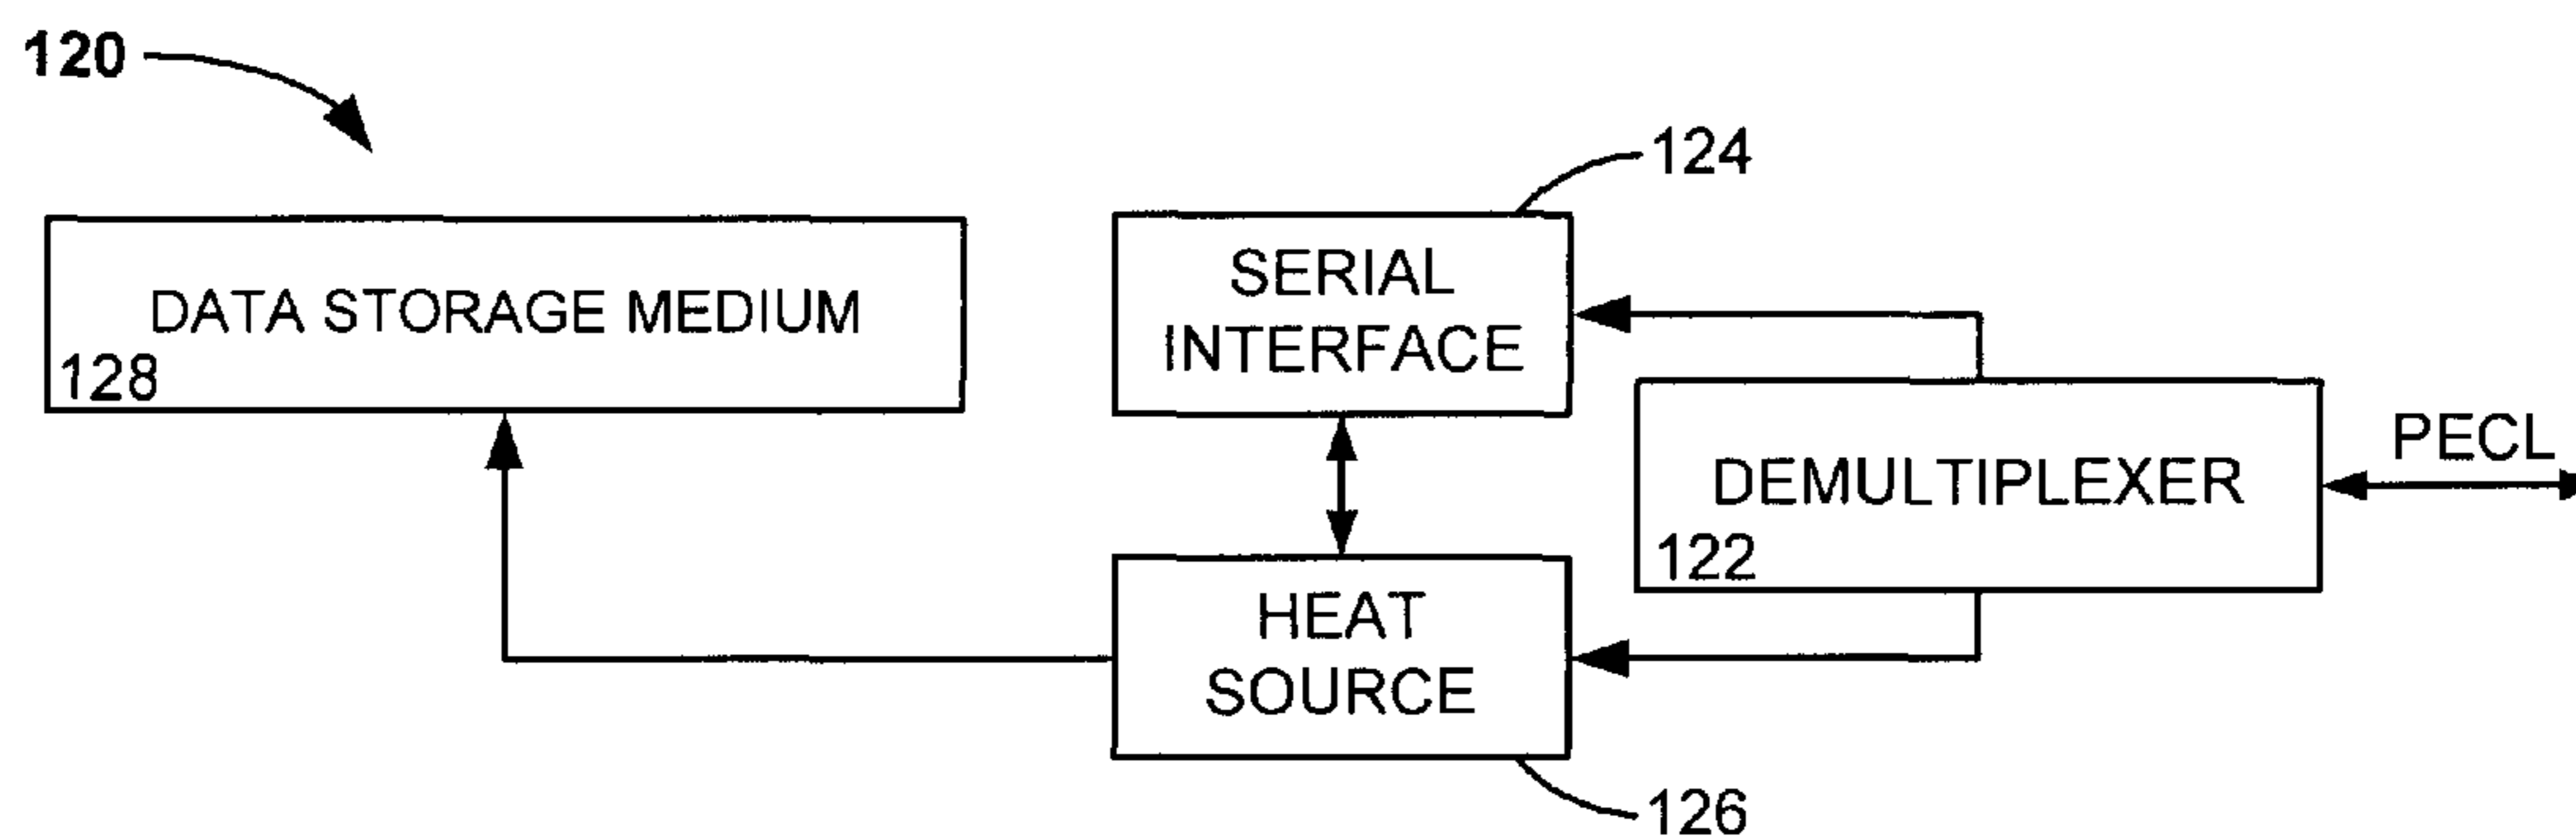 120
124
SERIAL
INTERFACE
DATA STORAGE MEDIUM
128
PECL
DEMULTIPLEXER
122
HEAT
SOURCE
126